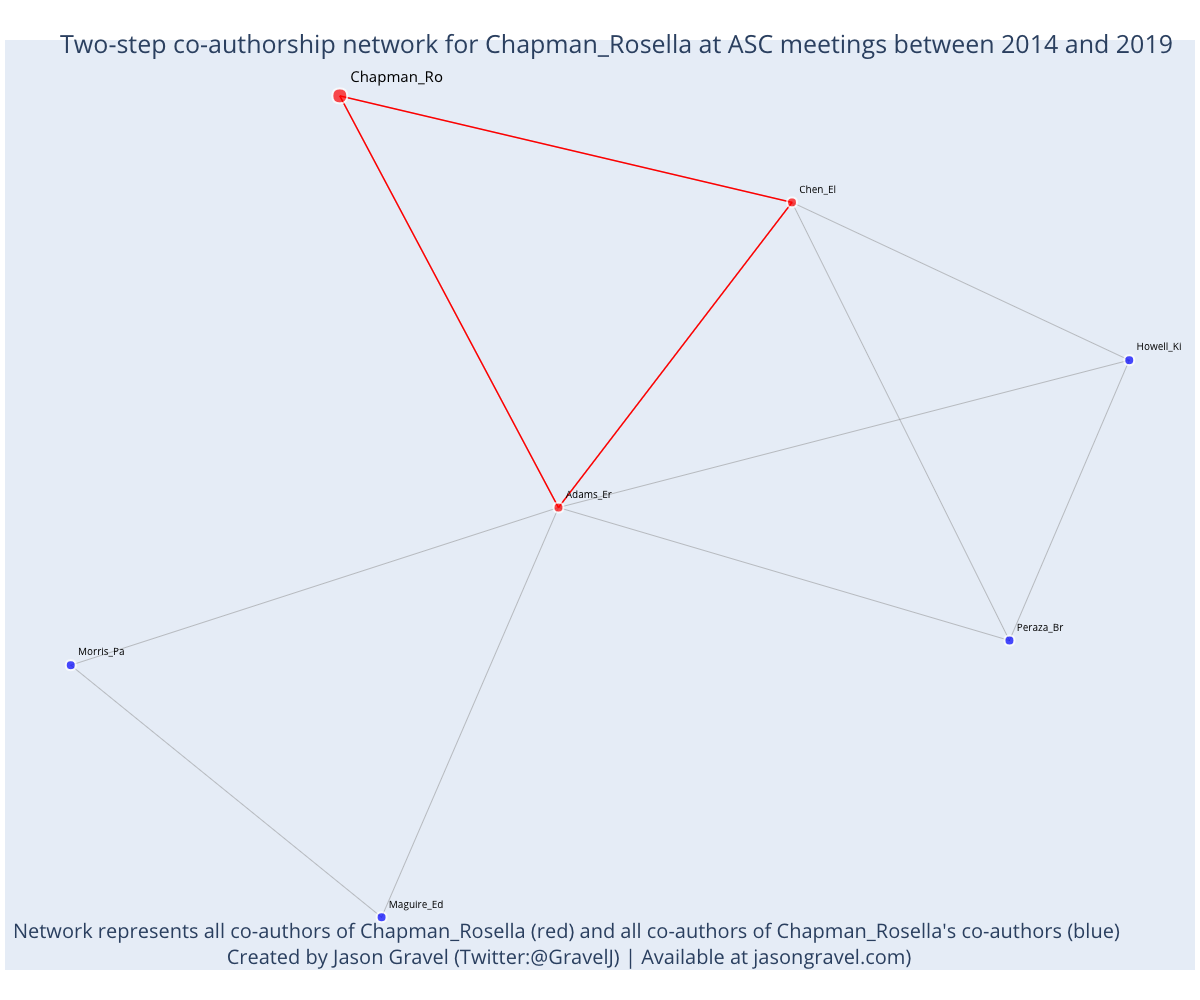 Two-step co-authorship network for Chapman_Rosella at ASC meetings between 2014 and 2019
Chapman_Ro
Chen_El
Howell_Ki
Adams_Er
Peraza_Br
Morris_Pa
Maguire_Ed
Network represents all co-authors of Chapman_Rosella (red) and all co-authors of Chapman_Rosella's co-authors (blue)
Created by Jason Gravel (Twitter:@GravelJ) | Available at jasongravel.com)